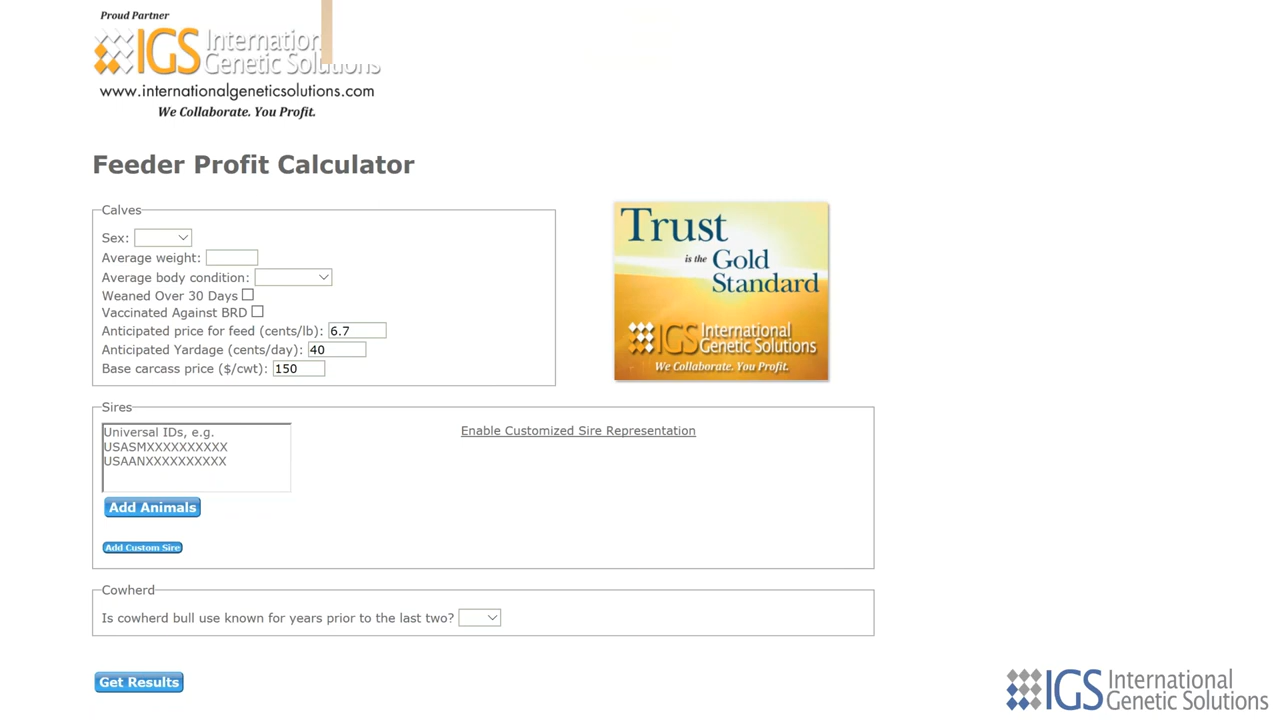 Proud Partner
IGS International
Genetic Solutions
www.internationalgeneticsolutions.com
We Collaborate. You Profit.
Feeder Profit Calculator
Calves
Sex:
Average weight:
Average body condition:
Weaned Over 30 Days
Vaccinated Against BRD
Anticipated price for feed (cents/lb): 6.7
Anticipated Yardage (cents/day): 40
Base carcass price ($/cwt): 150
Trust
is the Gold
Standard
IGS International
Genetic Solutions
We Collaborate. You Profit.
Sires
Universal IDs, e.g.
USASMXXXXXXXXXX
USAANXXXXXXXXXX
Enable Customized Sire Representation
Add Animals
Add Custom Sire
Cowherd
Is cowherd bull use known for years prior to the last two?
Get Results
IGS International
Genetic Solutions